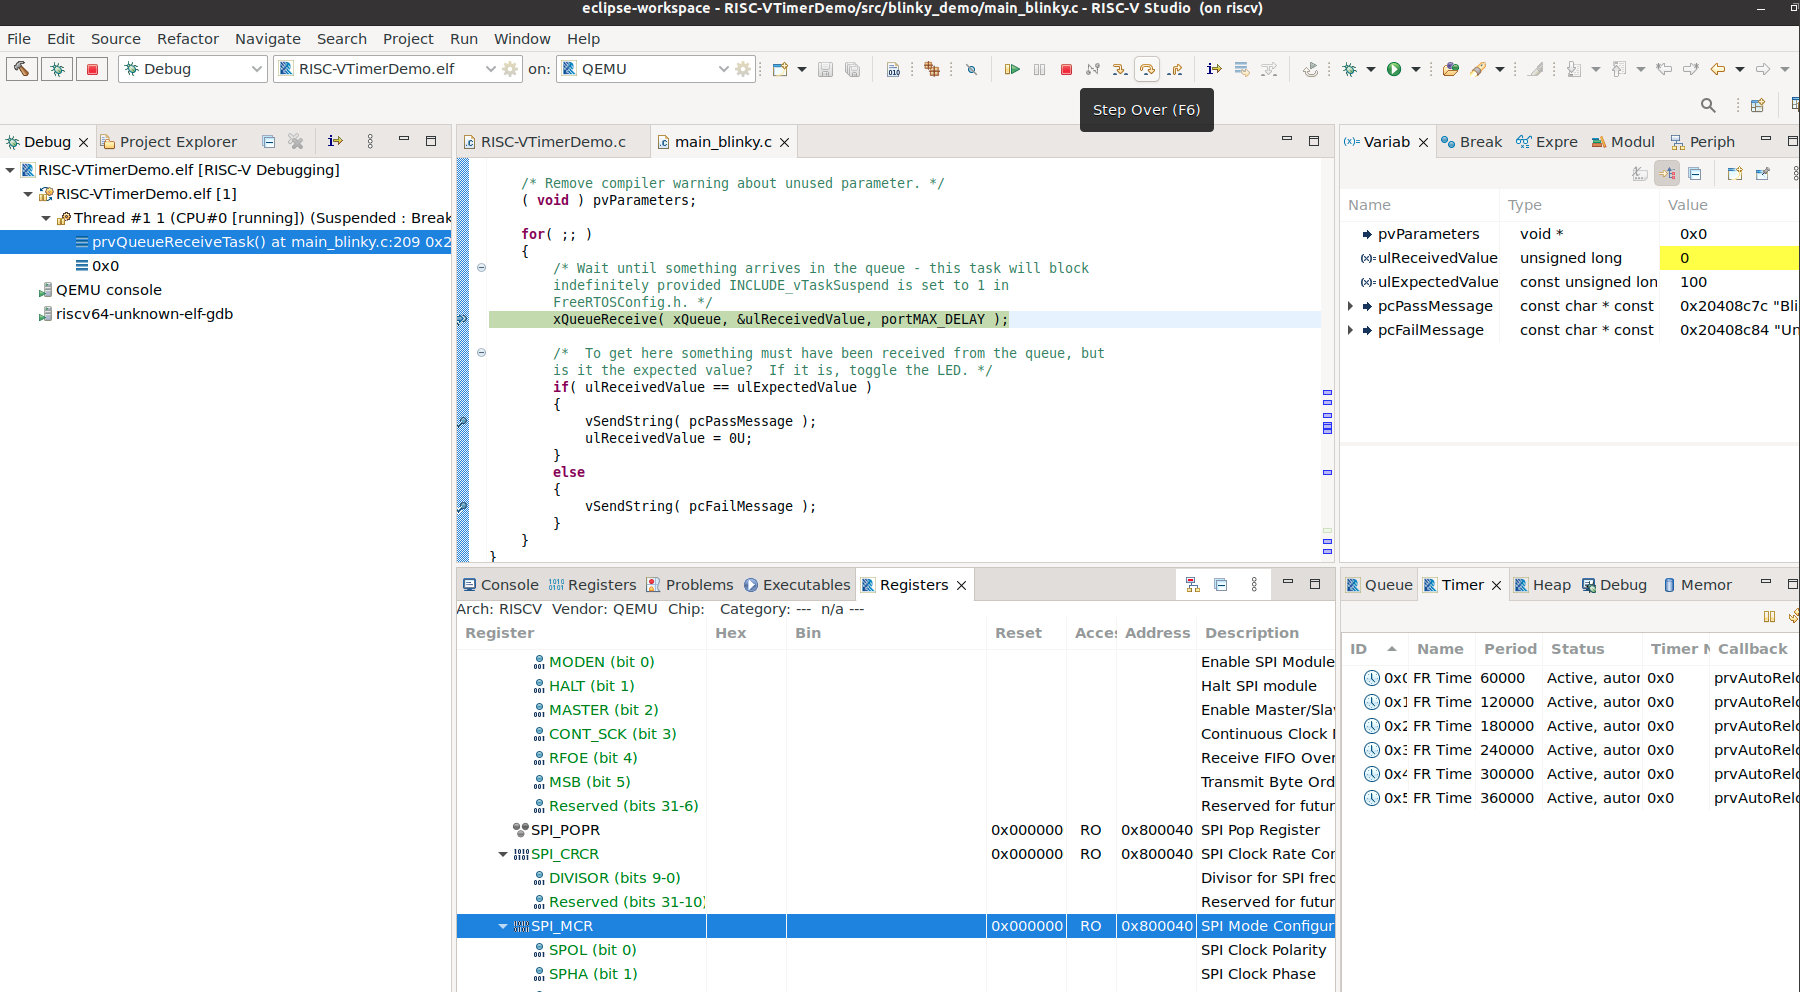 eclipse-workspace - RISC-VTimerDemo/src/blinky_demo/main_blinky.c - RISC-V Studio (on riscv)
File Edit Source Refactor Navigate Search Project Run Window Help
Debug RISC-VTimerDemo.elf on: QEMU
Step Over (F6)
Debug Project Explorer
RISC-VTimerDemo.elf [RISC-V Debugging]
RISC-VTimerDemo.elf [1]
Thread #1 1 (CPU#0 [running]) (Suspended : Break
prvQueueReceiveTask() at main_blinky.c:209 0x2
0x0
QEMU console
riscv64-unknown-elf-gdb
RISC-VTimerDemo.c main_blinky.c
/* Remove compiler warning about unused parameter. */
( void ) pvParameters;
for( ;; )
{
/* Wait until something arrives in the queue - this task will block
indefinitely provided INCLUDE_vTaskSuspend is set to 1 in
FreeRTOSConfig.h. */
xQueueReceive( xQueue, &ulReceivedValue, portMAX_DELAY );
/*  To get here something must have been received from the queue, but
is it the expected value?  If it is, toggle the LED. */
if( ulReceivedValue == ulExpectedValue )
{
vSendString( pcPassMessage );
ulReceivedValue = 0U;
}
else
{
vSendString( pcFailMessage );
}
}
}
(x)= Variab Break Expre Modul Periph
Name Type Value
pvParameters void * 0x0
(x)= ulReceivedValue unsigned long 0
(x)= ulExpectedValue const unsigned lon 100
pcPassMessage const char * const 0x20408c7c "Bli
pcFailMessage const char * const 0x20408c84 "Un
Console Registers Problems Executables Registers
Arch: RISCV Vendor: QEMU Chip: Category: --- n/a ---
Register Hex Bin Reset Acces Address Description
MODEN (bit 0) Enable SPI Module
HALT (bit 1) Halt SPI module
MASTER (bit 2) Enable Master/Slav
CONT_SCK (bit 3) Continuous Clock
RFOE (bit 4) Receive FIFO Over
MSB (bit 5) Transmit Byte Ord
Reserved (bits 31-6) Reserved for futur
SPI_POPR 0x000000 RO 0x800040 SPI Pop Register
SPI_CRCR 0x000000 RO 0x800040 SPI Clock Rate Cor
DIVISOR (bits 9-0) Divisor for SPI fred
Reserved (bits 31-10) Reserved for futur
SPI_MCR 0x000000 RO 0x800040 SPI Mode Configur
SPOL (bit 0) SPI Clock Polarity
SPHA (bit 1) SPI Clock Phase
Queue Timer Heap Debug Memor
ID Name Period Status Timer Callback
0x0 FR Time 60000 Active, autor 0x0 prvAutoRelo
0x1 FR Time 120000 Active, autor 0x0 prvAutoRelo
0x2 FR Time 180000 Active, autor 0x0 prvAutoRelo
0x3 FR Time 240000 Active, autor 0x0 prvAutoRelo
0x4 FR Time 300000 Active, autor 0x0 prvAutoRelo
0x5 FR Time 360000 Active, autor 0x0 prvAutoRelo